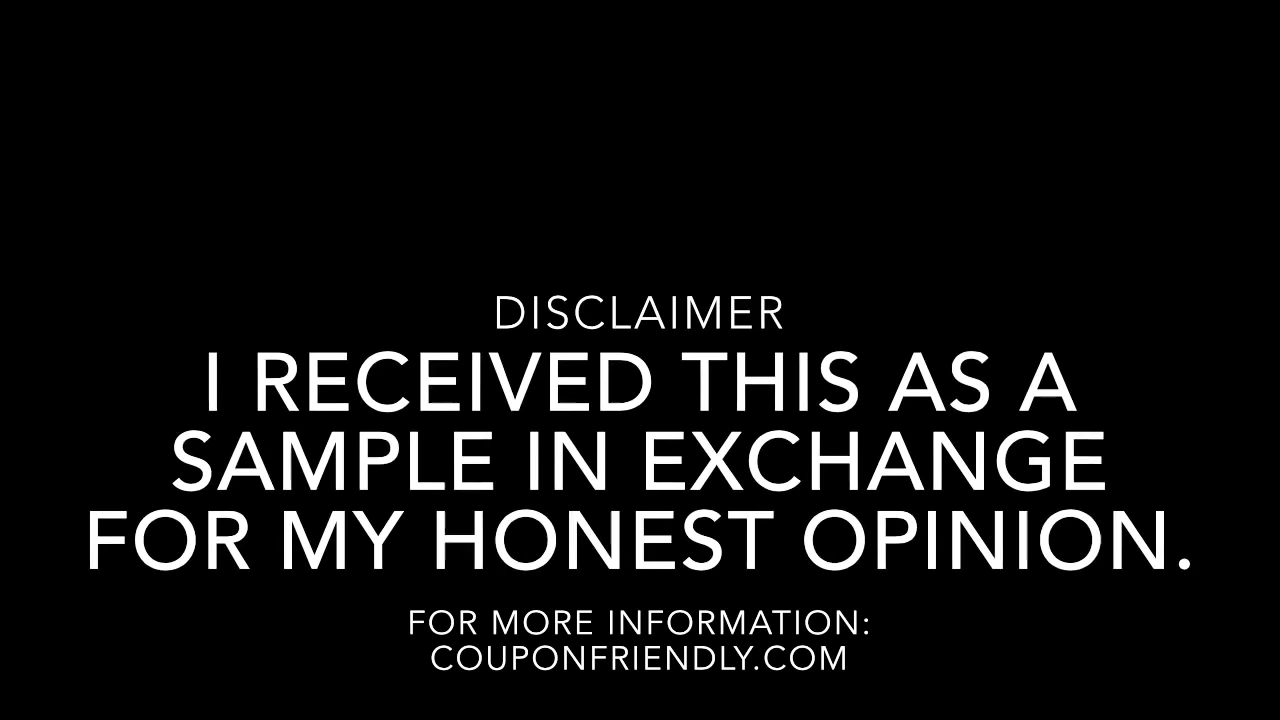 DISCLAIMER
I RECEIVED THIS AS A
SAMPLE IN EXCHANGE
FOR MY HONEST OPINION.
FOR MORE INFORMATION:
COUPONFRIENDLY.COM